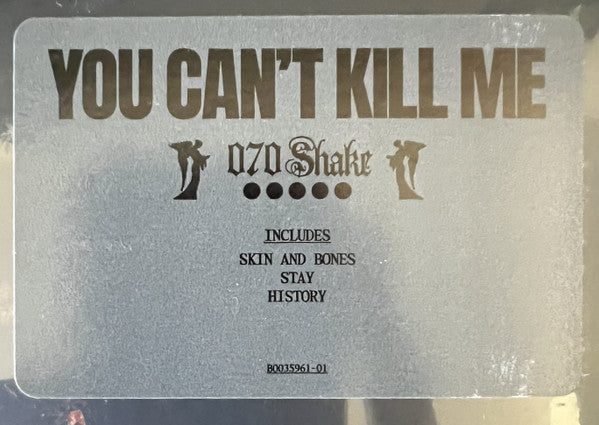 YOU CAN'T KILL ME
070 Shake
INCLUDES
SKIN AND BONES
STAY
HISTORY
B0035961-01